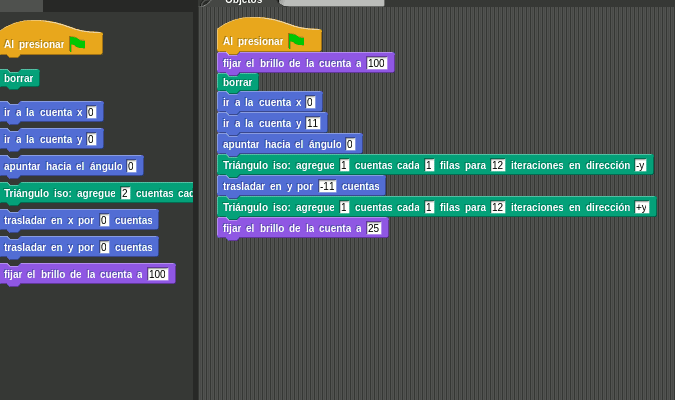 Objetos
Al presionar
borrar
ir a la cuenta x 0
ir a la cuenta y 0
apuntar hacia el ángulo 0
Triángulo iso: agregue 2 cuentas cad
trasladar en x por 0 cuentas
trasladar en y por 0 cuentas
fijar el brillo de la cuenta a 100
Al presionar
fijar el brillo de la cuenta a 100
borrar
ir a la cuenta x 0
ir a la cuenta y 11
apuntar hacia el ángulo 0
Triángulo iso: agregue 1 cuentas cada 1 filas para 12 iteraciones en dirección -y
trasladar en y por -11 cuentas
Triángulo iso: agregue 1 cuentas cada 1 filas para 12 iteraciones en dirección +y
fijar el brillo de la cuenta a 25